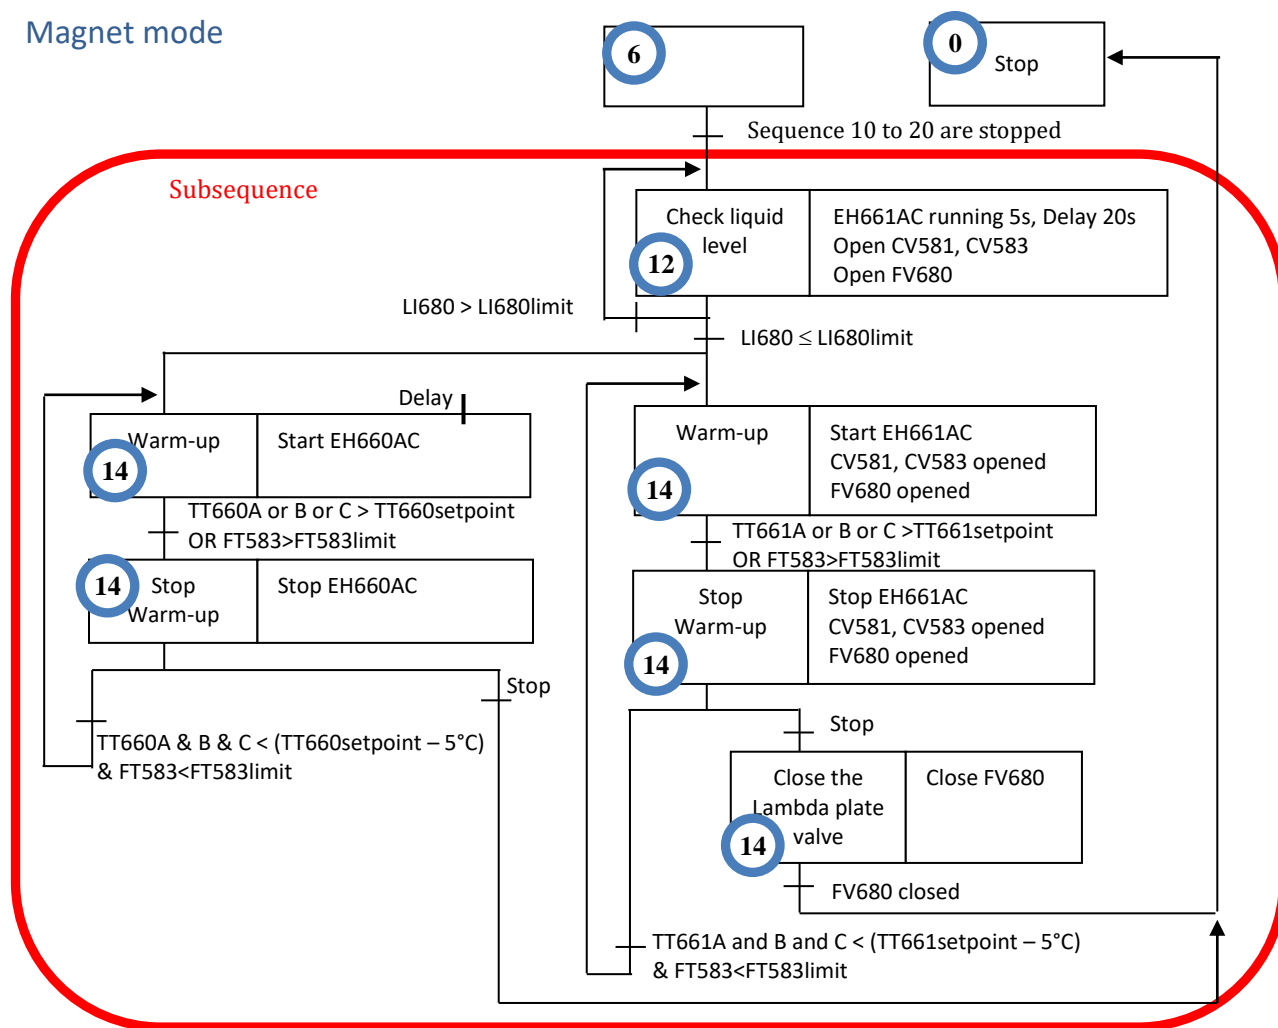 Magnet mode
6
0
Stop
Sequence 10 to 20 are stopped
Subsequence
Check liquid
level
12
EH661AC running 5s, Delay 20s
Open CV581, CV583
Open FV680
LI680 > LI680limit
LI680 ≤ LI680limit
Delay
Warm-up
14
Start EH660AC
TT660A or B or C > TT660setpoint
OR FT583>FT583limit
14
Stop
Warm-up
Stop EH660AC
Stop
TT660A & B & C < (TT660setpoint – 5°C)
& FT583<FT583limit
Warm-up
14
Start EH661AC
CV581, CV583 opened
FV680 opened
TT661A or B or C >TT661setpoint
OR FT583>FT583limit
Stop
Warm-up
14
Stop EH661AC
CV581, CV583 opened
FV680 opened
Stop
Close the
Lambda plate
valve
14
Close FV680
FV680 closed
TT661A and B and C < (TT661setpoint – 5°C)
& FT583<FT583limit